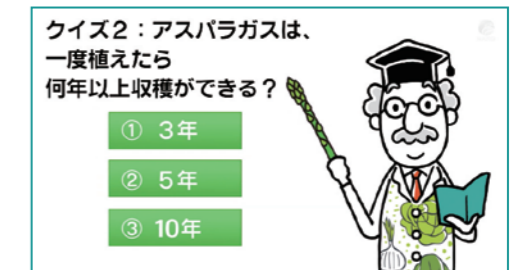 クイズ2：アスパラガスは、
一度植えたら
何年以上収穫ができる？
① 3年
② 5年
③ 10年